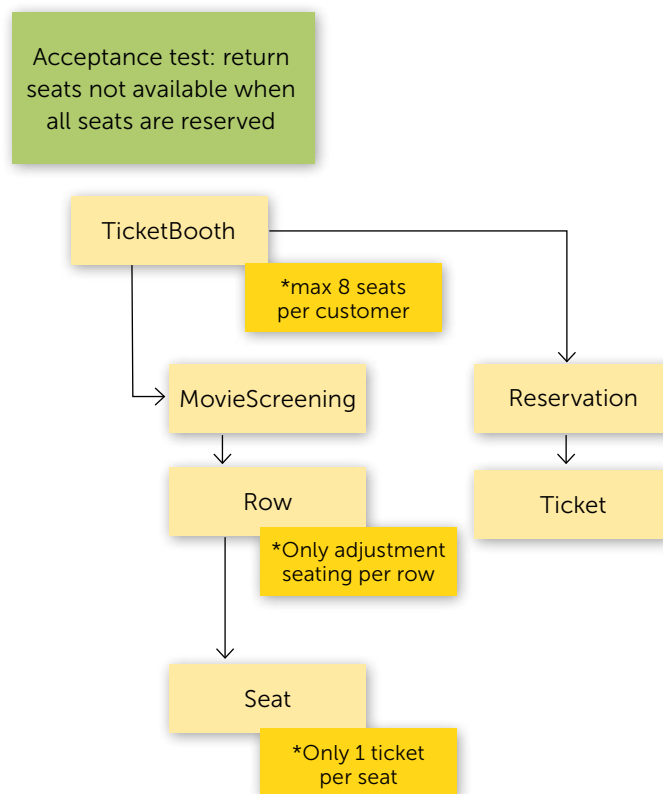 Acceptance test: return
seats not available when
all seats are reserved
TicketBooth
*max 8 seats
per customer
MovieScreening
Reservation
Row
Ticket
*Only adjustment
seating per row
Seat
*Only 1 ticket
per seat